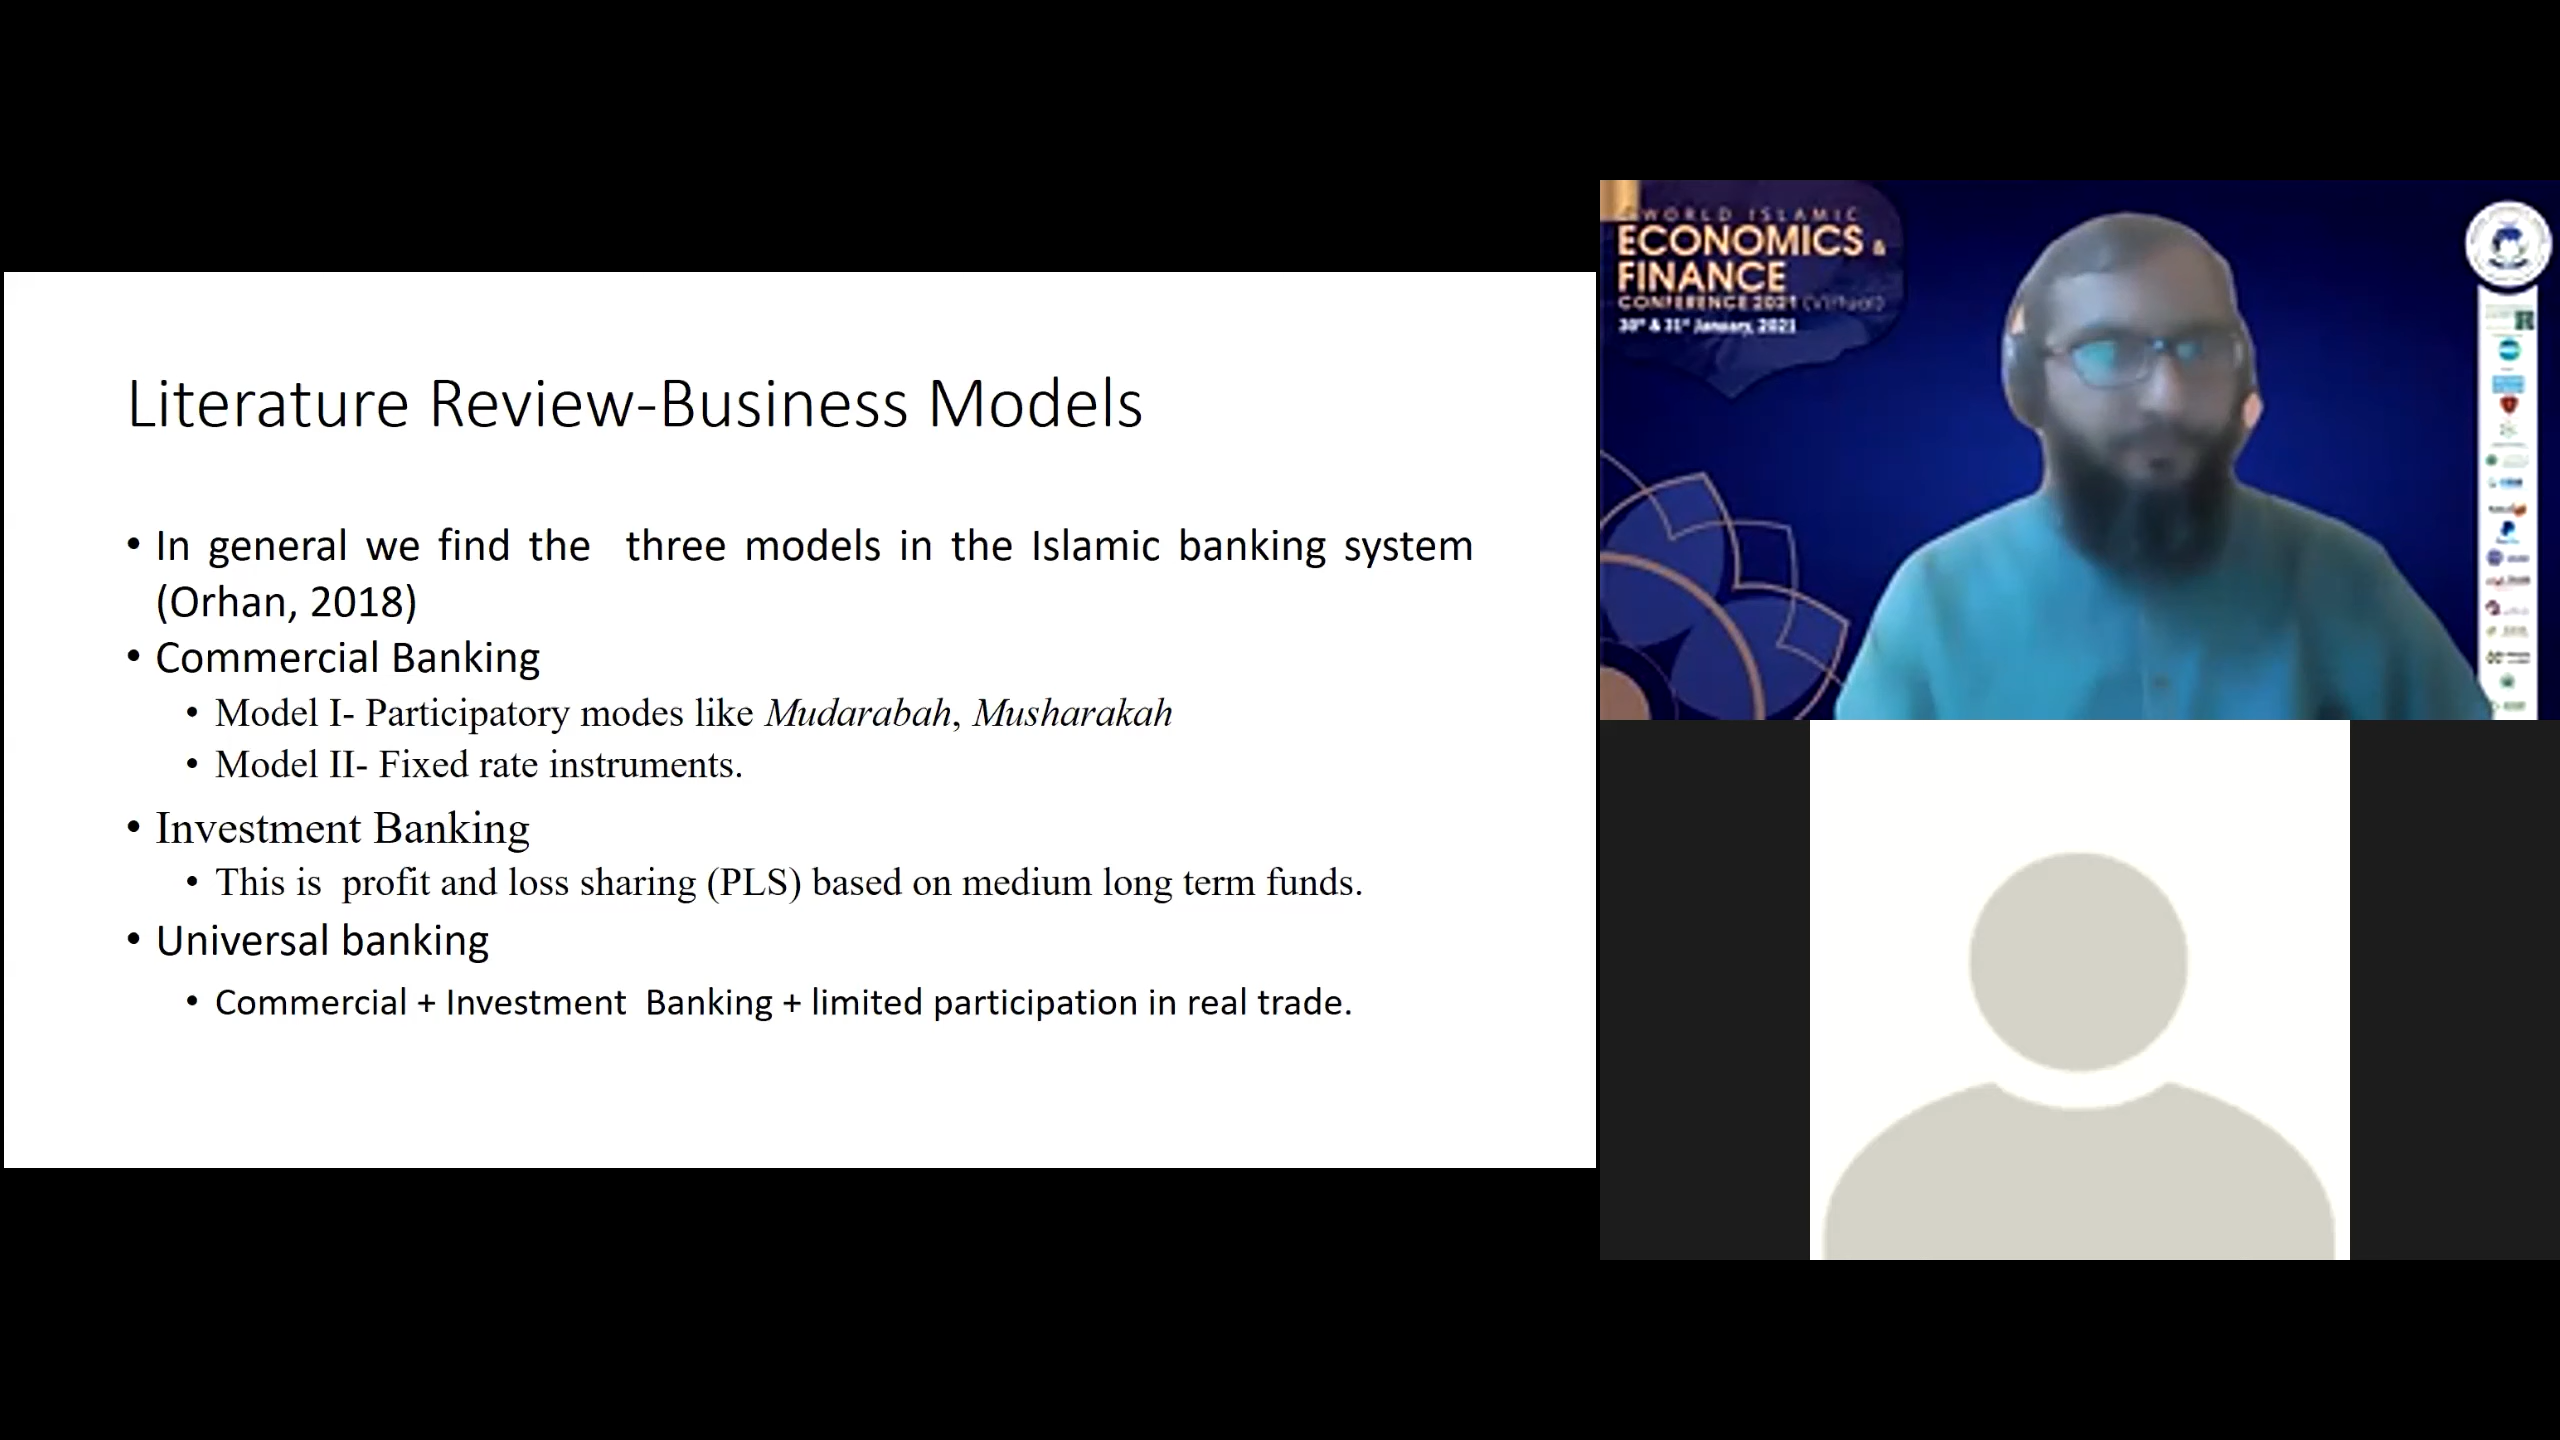 Literature Review-Business Models
• In general we find the  three models in the Islamic banking system
(Orhan, 2018)
• Commercial Banking
• Model I- Participatory modes like Mudarabah, Musharakah
• Model II- Fixed rate instruments.
• Investment Banking
• This is  profit and loss sharing (PLS) based on medium long term funds.
• Universal banking
• Commercial + Investment  Banking + limited participation in real trade.
WORLD ISLAMIC
ECONOMICS &
FINANCE
CONFERENCE 2021 (Virtual)
30th & 31st January, 2021